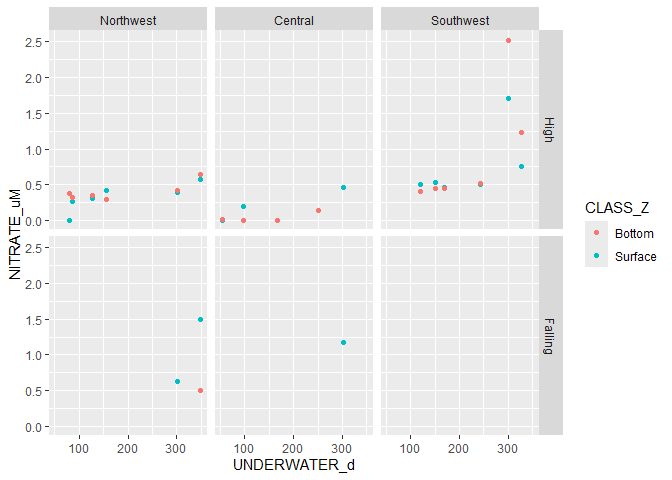 Northwest Central Southwest
2.5
2.0
1.5
1.0
0.5
0.0
High
2.5
2.0
1.5
1.0
0.5
0.0
Falling
NITRATE_uM
100 200 300 100 200 300 100 200 300
UNDERWATER_d
CLASS_Z
Bottom
Surface